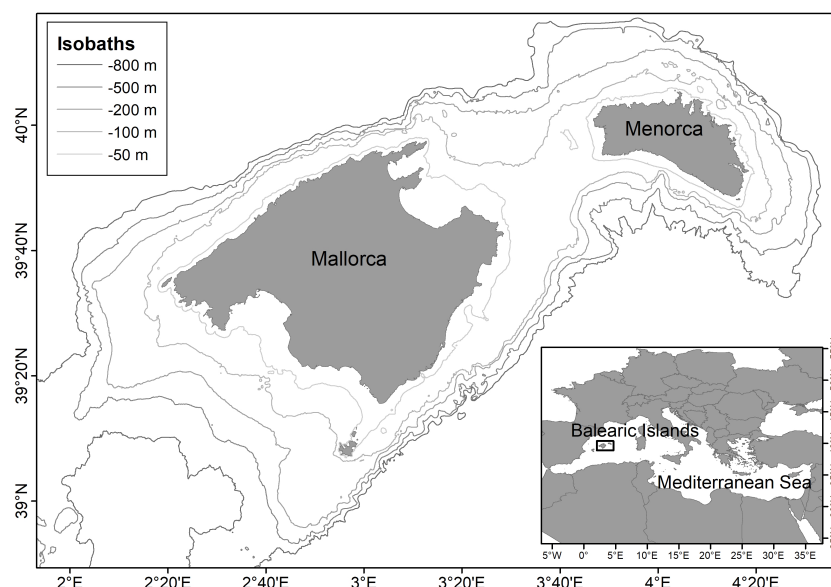 Isobaths
-800 m
-500 m
-200 m
-100 m
-50 m
Menorca
Mallorca
40°N
39°40'N
39°20'N
39°N
Balearic Islands
Mediterranean Sea
5°W 0° 5°E 10°E 15°E 20°E 25°E 30°E 35°E
2°E 2°20'E 2°40'E 3°E 3°20'E 3°40'E 4°E 4°20'E